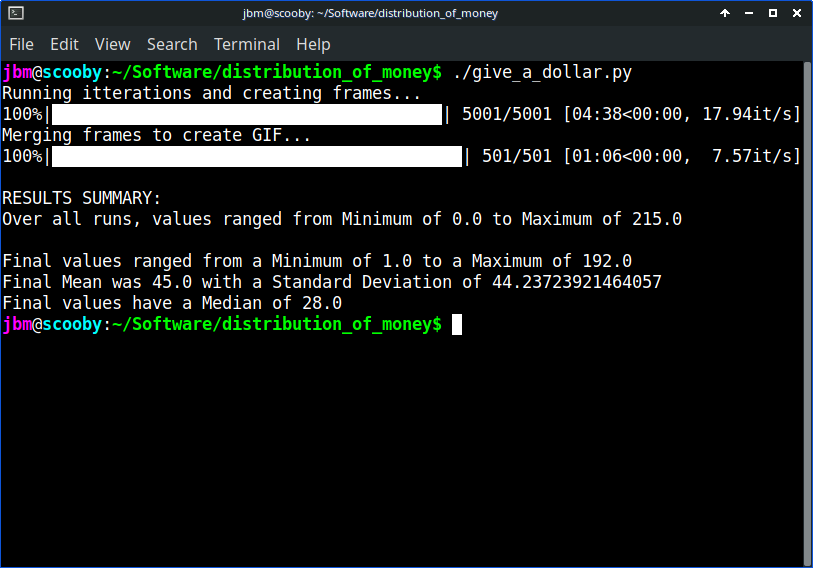 jbm@scooby: ~/Software/distribution_of_money
File Edit View Search Terminal Help
jbm@scooby:~/Software/distribution_of_money$ ./give_a_dollar.py
Running itterations and creating frames...
100%| | 5001/5001 [04:38<00:00, 17.94it/s]
Merging frames to create GIF...
100%| | 501/501 [01:06<00:00,  7.57it/s]
RESULTS SUMMARY:
Over all runs, values ranged from Minimum of 0.0 to Maximum of 215.0
Final values ranged from a Minimum of 1.0 to a Maximum of 192.0
Final Mean was 45.0 with a Standard Deviation of 44.23723921464057
Final values have a Median of 28.0
jbm@scooby:~/Software/distribution_of_money$